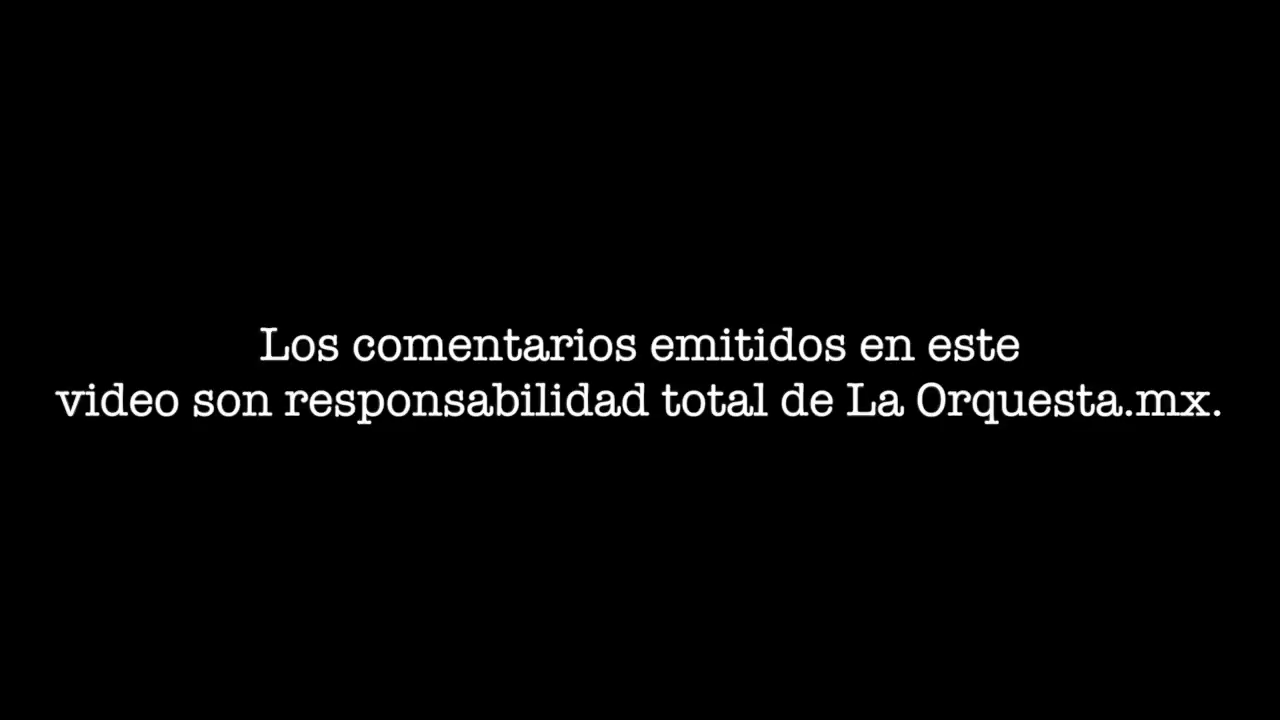 Los comentarios emitidos en este
video son responsabilidad total de La Orquesta.mx.